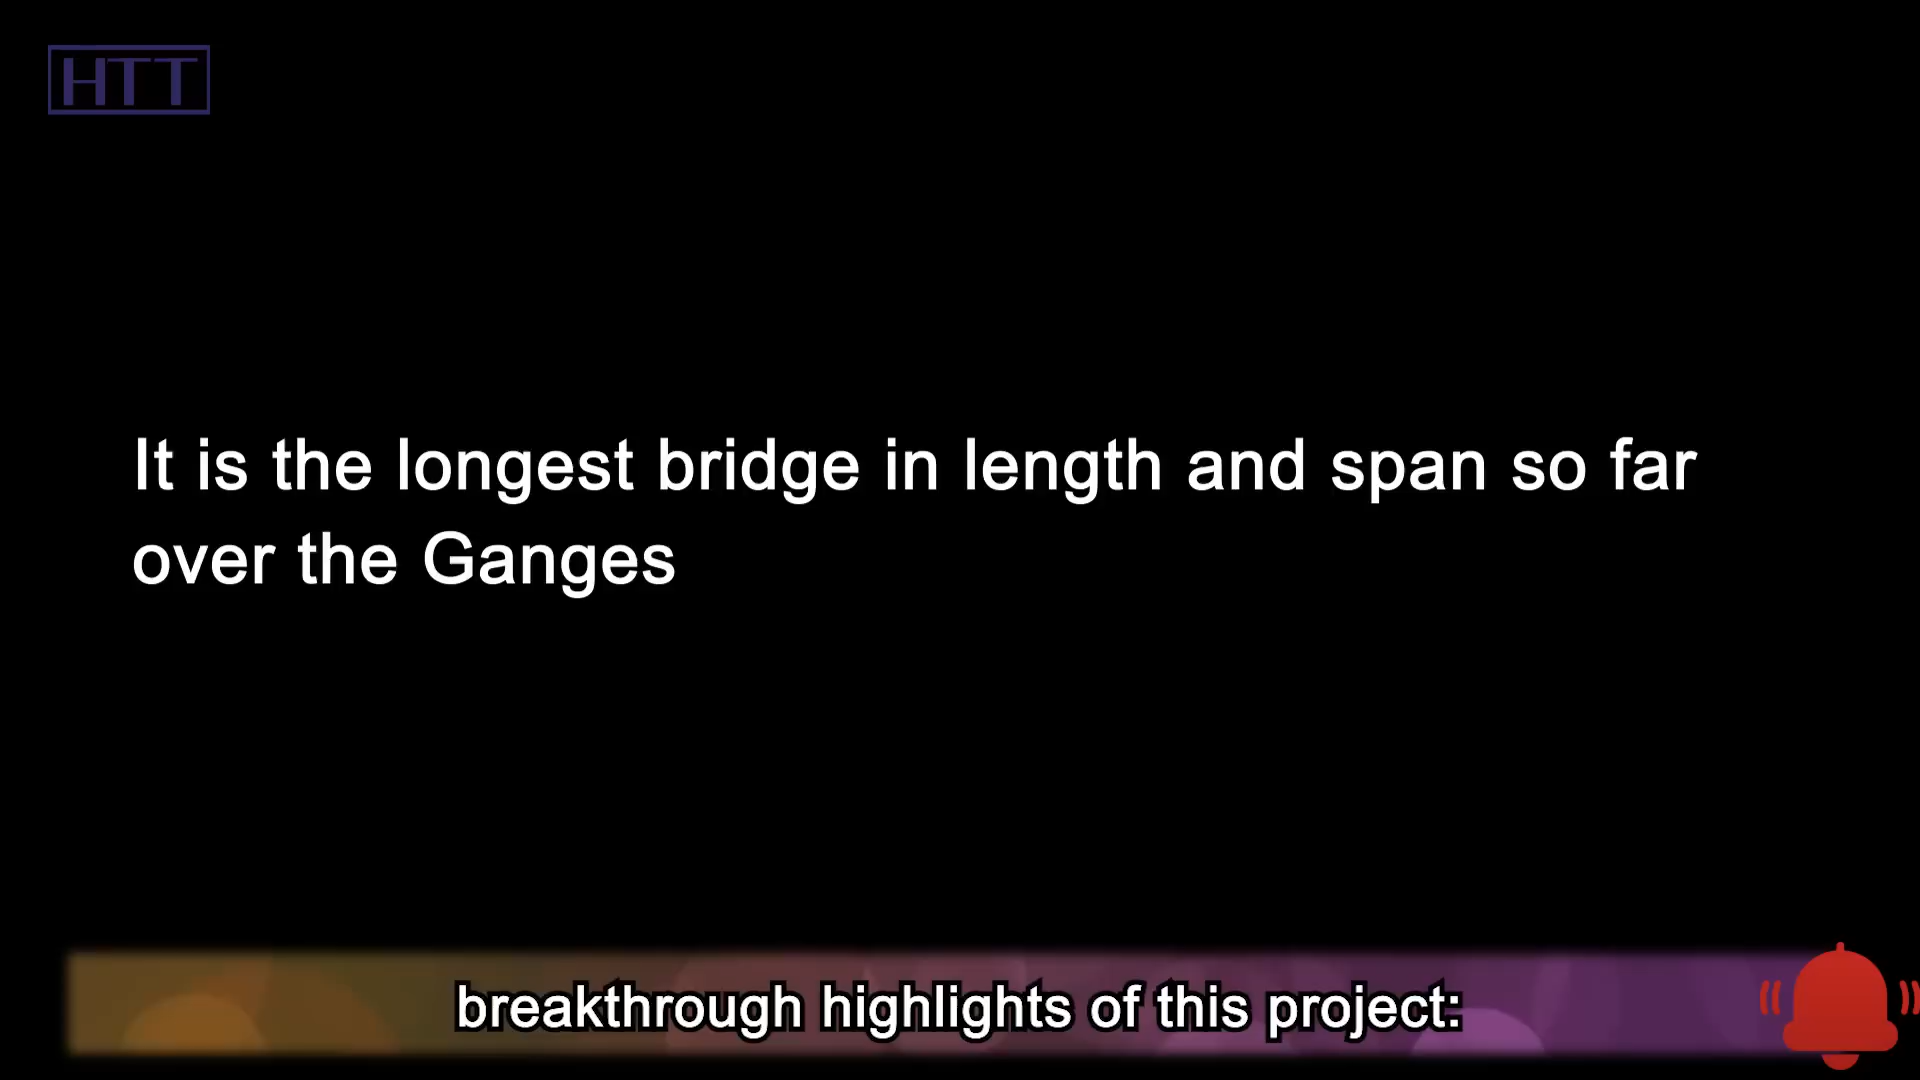 HTT
It is the longest bridge in length and span so far
over the Ganges
breakthrough highlights of this project: